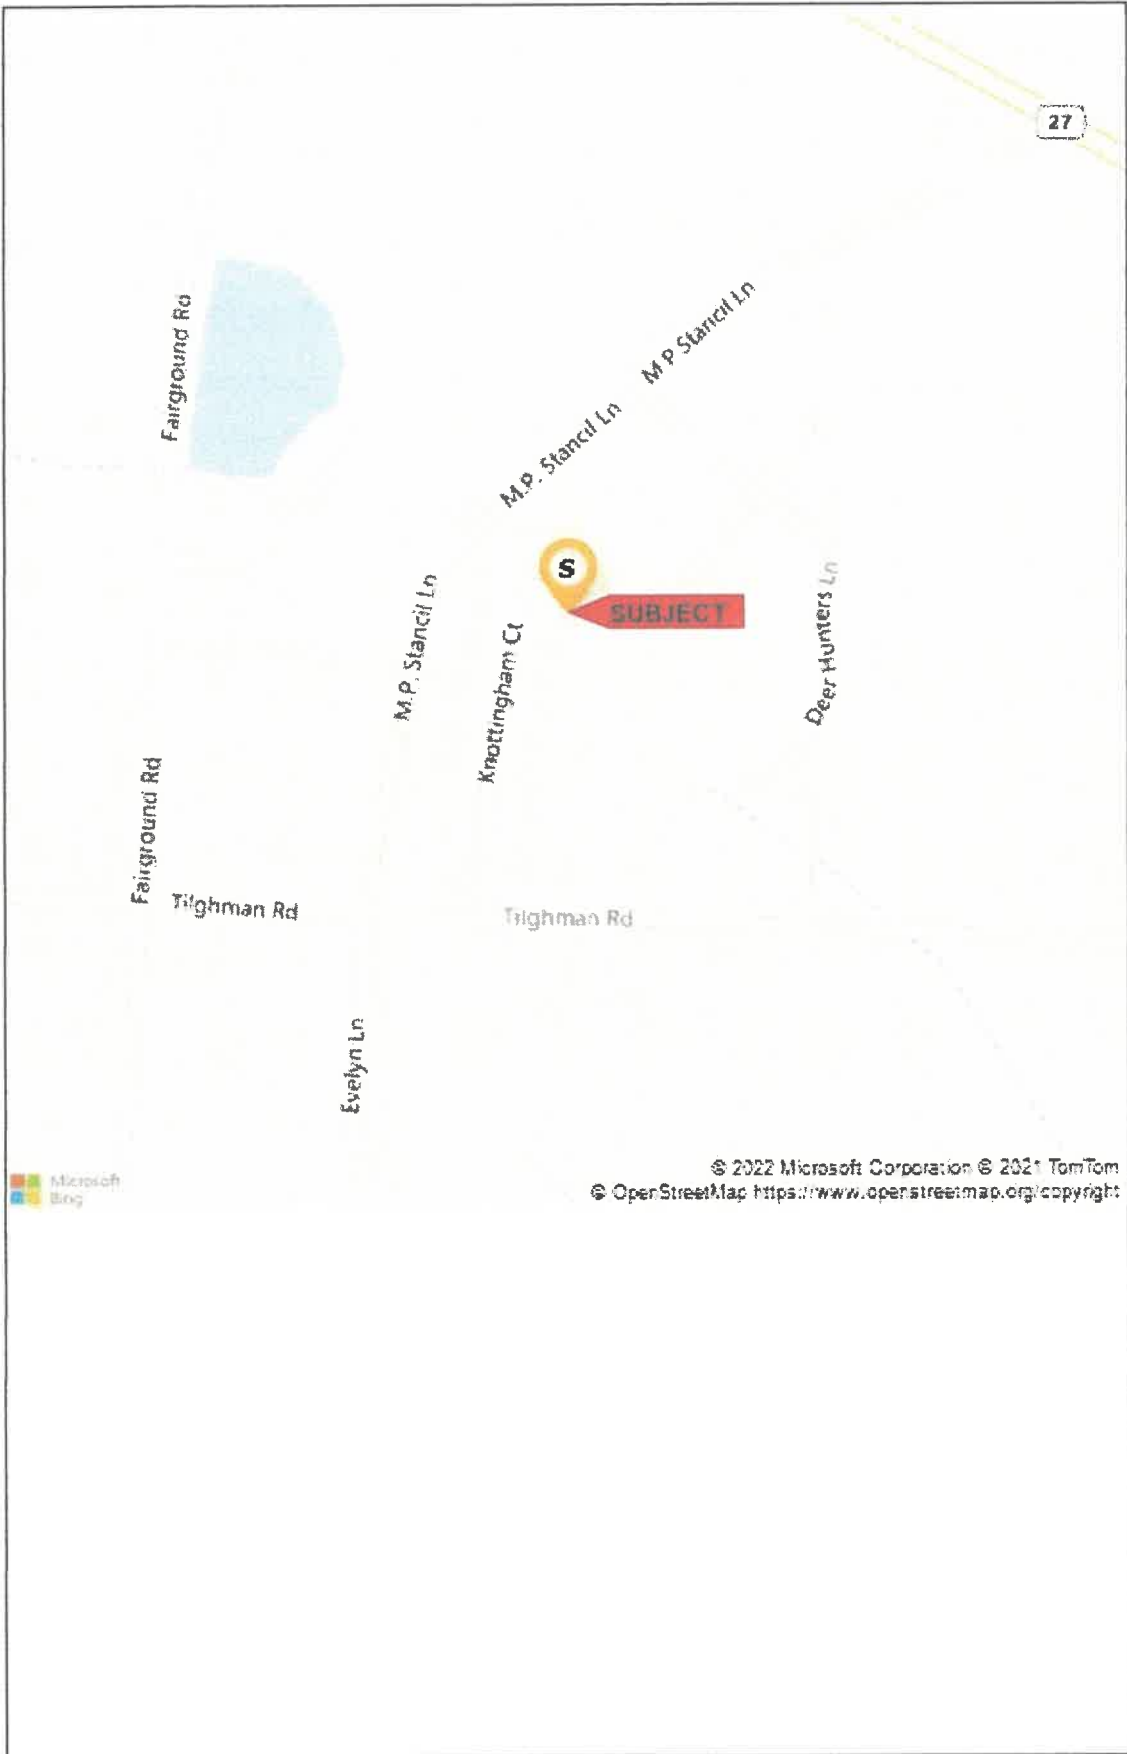 27
Fairground Rd
M P Stancil Ln
M.P. Stancil Ln
S
SUBJECT
M.P. Stancil Ln
Knottingham Ct
Deer Hunters Ln
Fairground Rd
Tilghman Rd
Tilghman Rd
Evelyn Ln
Microsoft
Bing
© 2022 Microsoft Corporation © 2021 TomTom
© OpenStreetMap https://www.openstreetmap.org/copyright